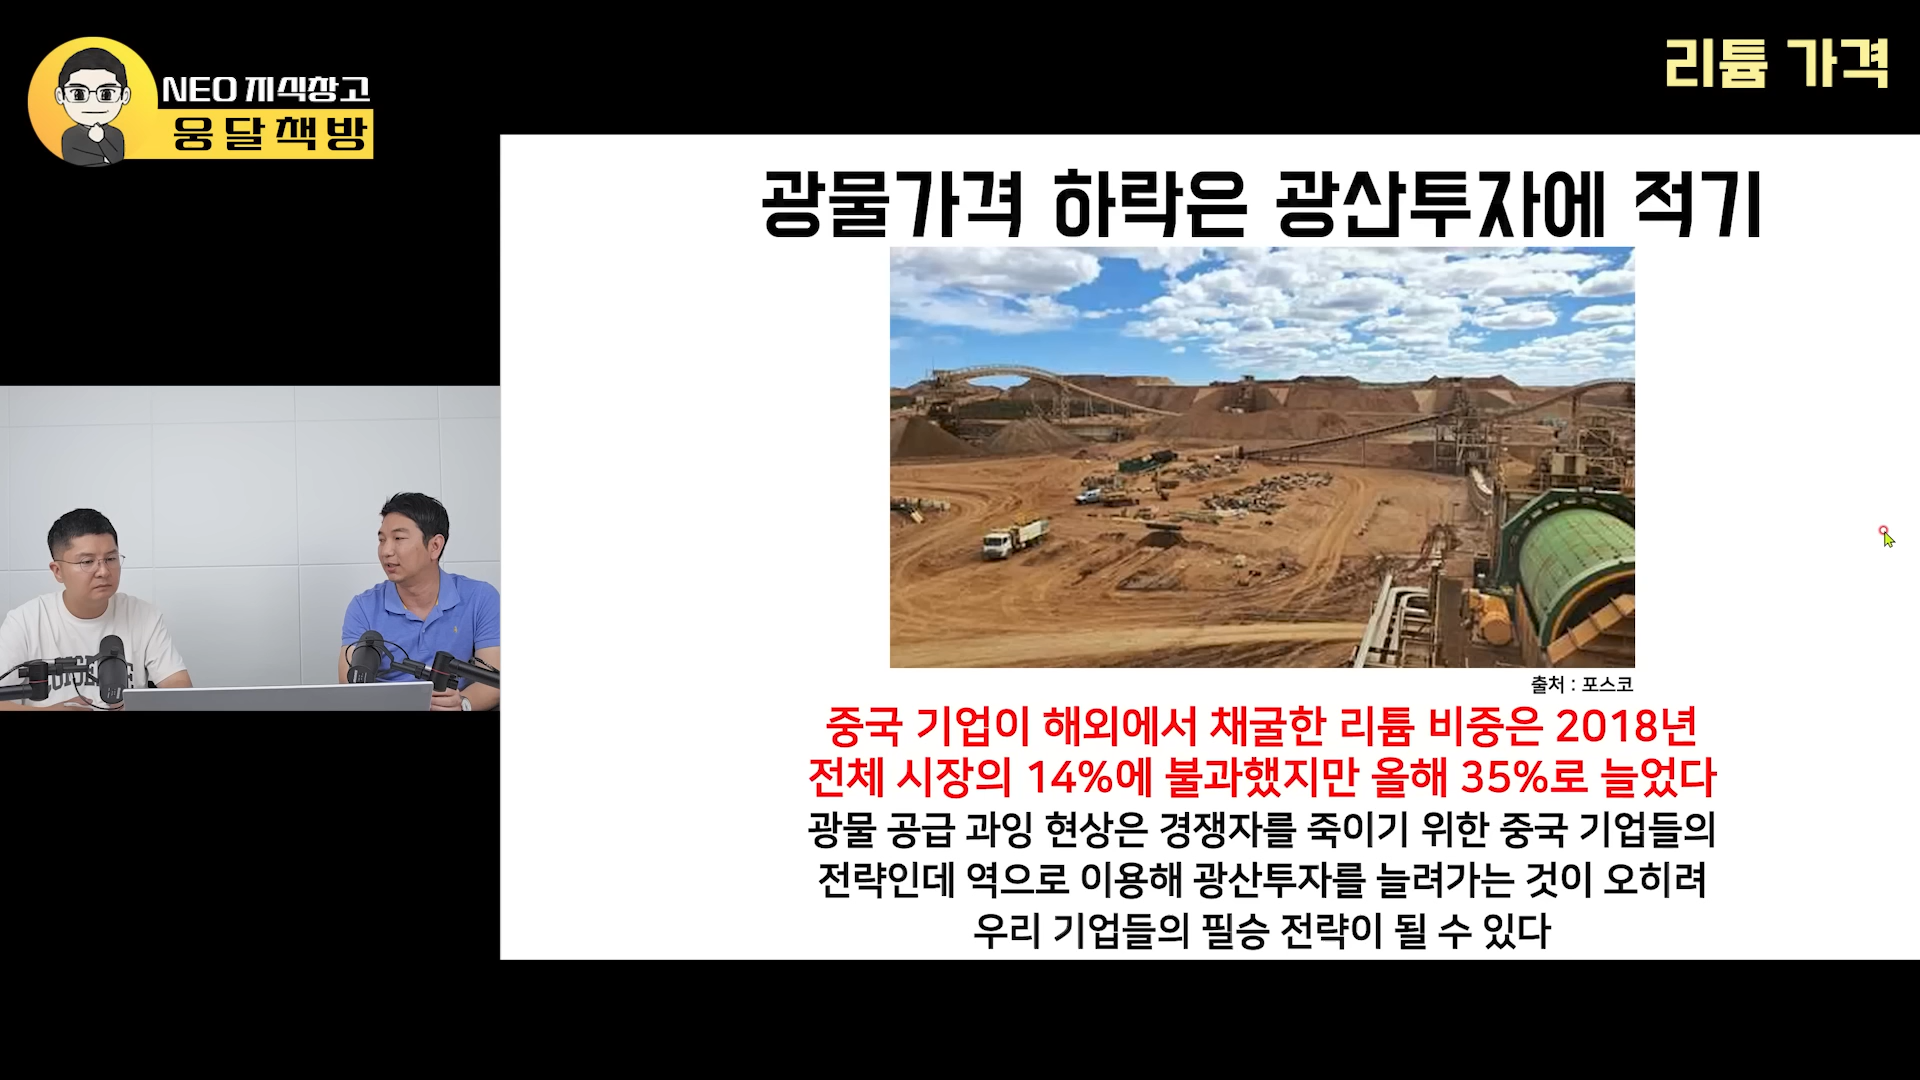 NEO 지식창고
웅달책방
리튬 가격
광물가격 하락은 광산투자에 적기
출처 : 포스코
중국 기업이 해외에서 채굴한 리튬 비중은 2018년
전체 시장의 14%에 불과했지만 올해 35%로 늘었다
광물 공급 과잉 현상은 경쟁자를 죽이기 위한 중국 기업들의
전략인데 역으로 이용해 광산투자를 늘려가는 것이 오히려
우리 기업들의 필승 전략이 될 수 있다